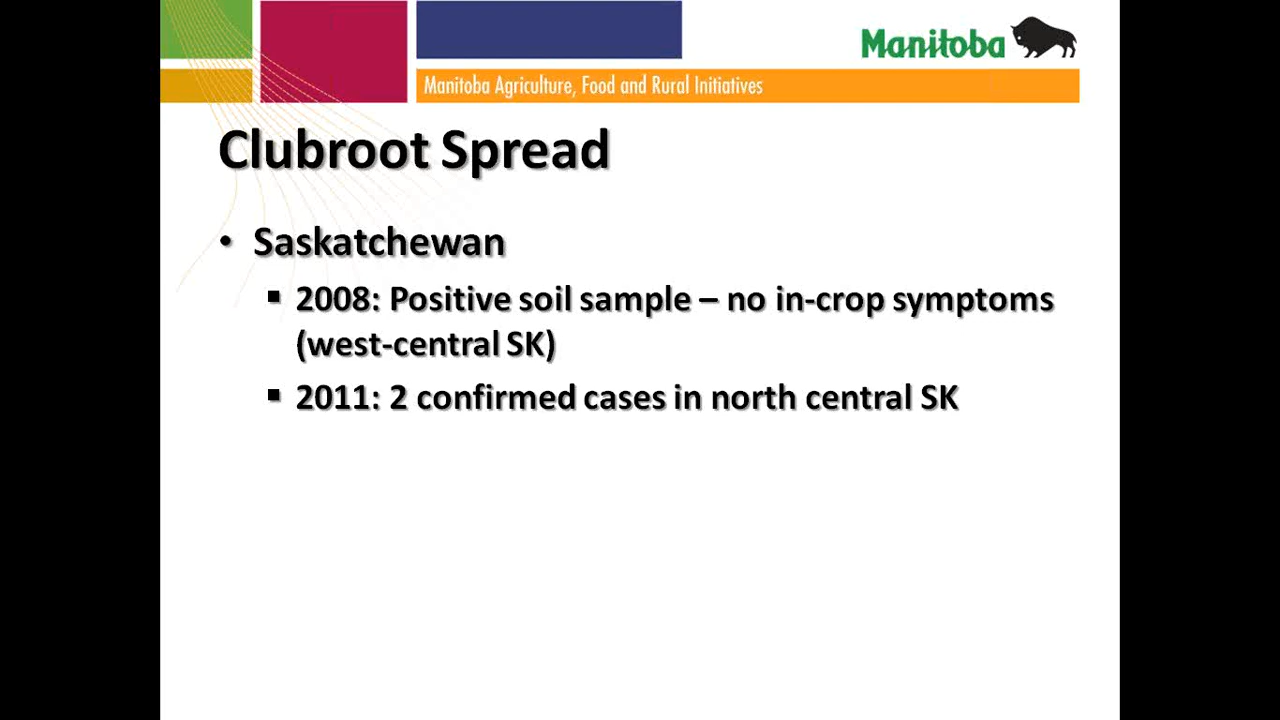 Manitoba
Manitoba Agriculture, Food and Rural Initiatives
Clubroot Spread
• Saskatchewan
▪ 2008: Positive soil sample – no in-crop symptoms
(west-central SK)
▪ 2011: 2 confirmed cases in north central SK